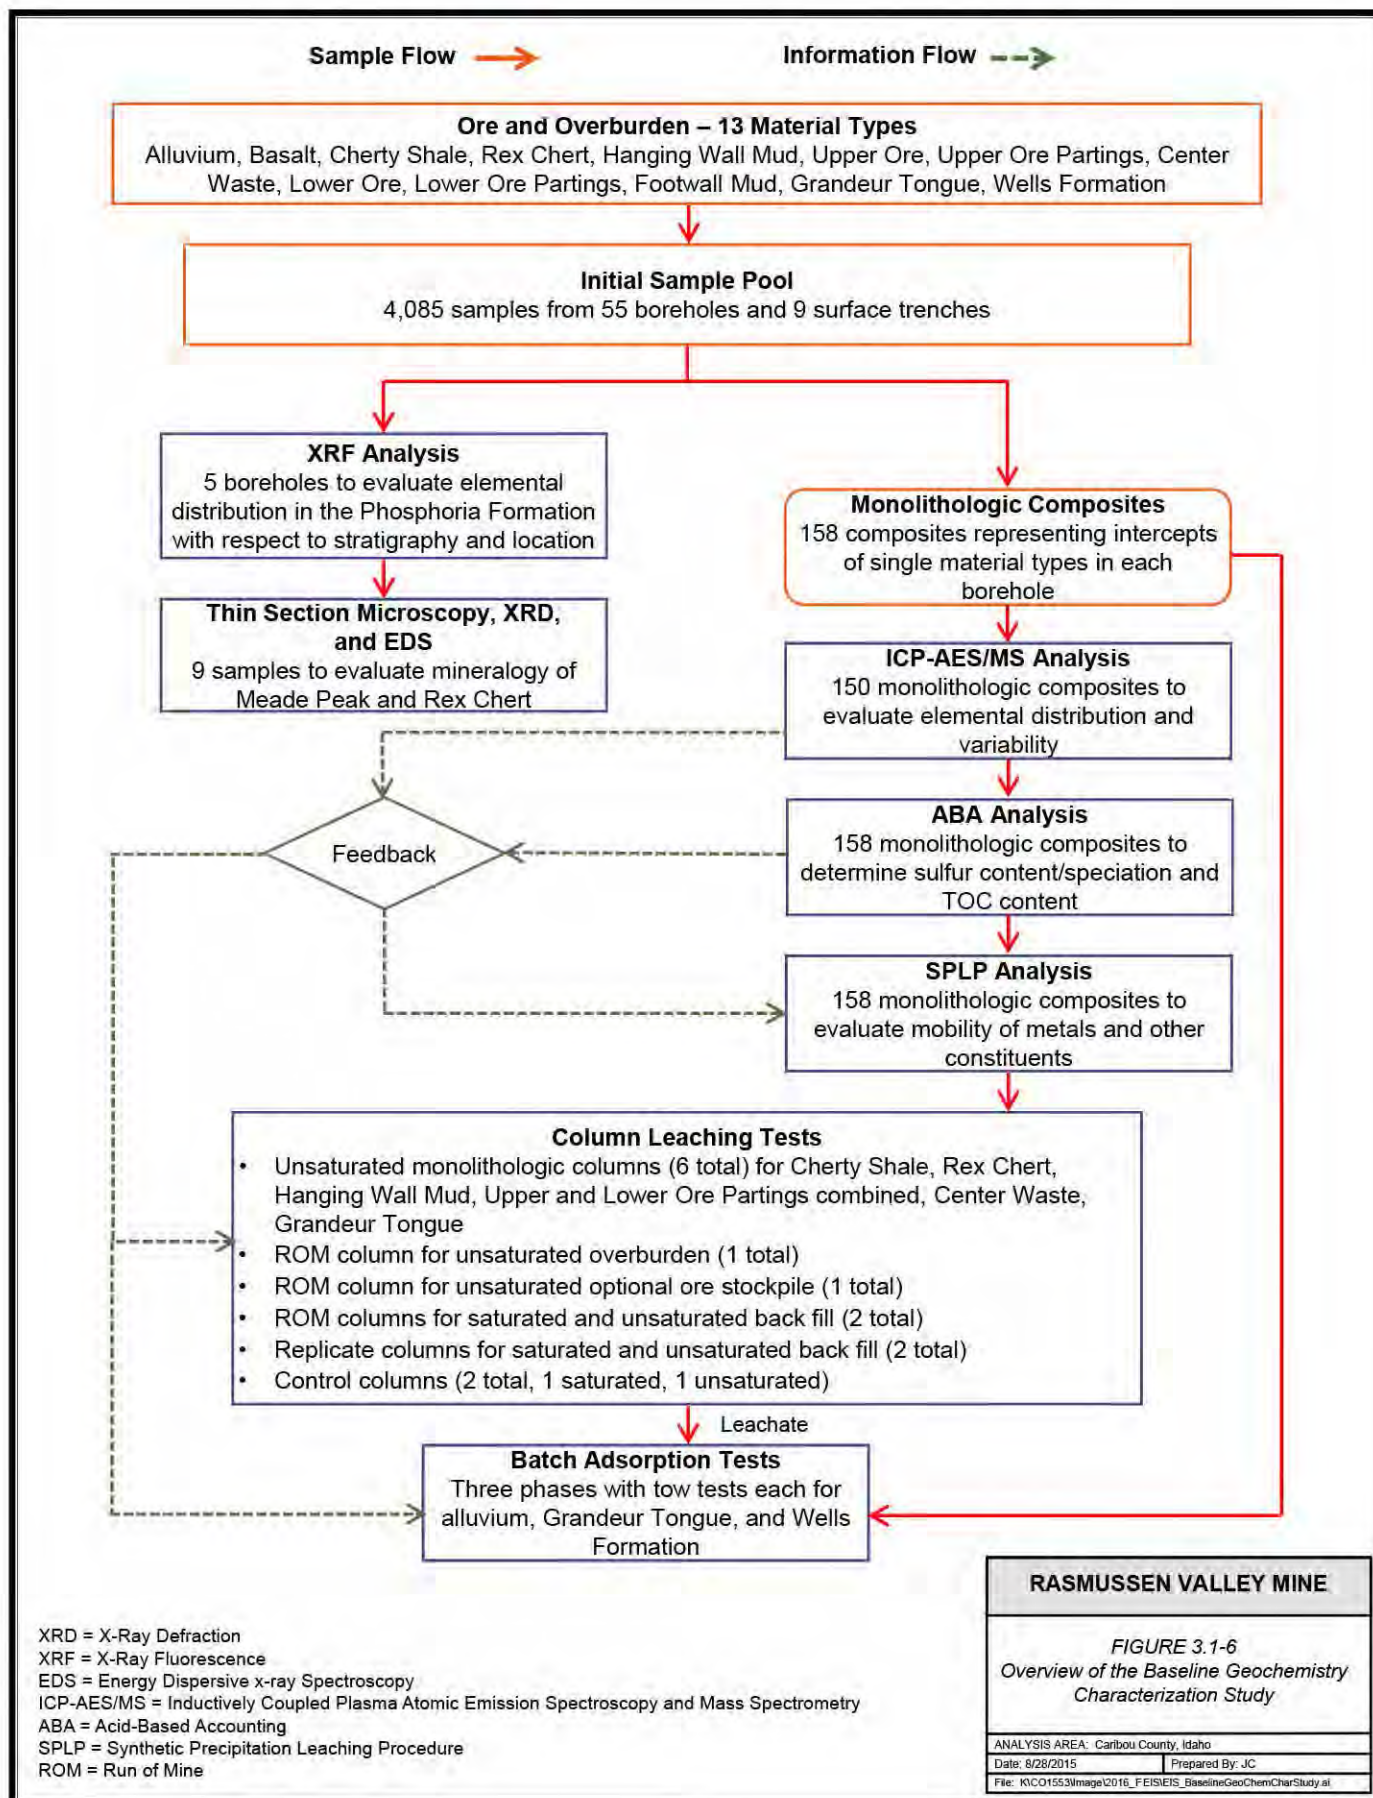 Sample Flow
Information Flow
Ore and Overburden – 13 Material Types
Alluvium, Basalt, Cherty Shale, Rex Chert, Hanging Wall Mud, Upper Ore, Upper Ore Partings, Center
Waste, Lower Ore, Lower Ore Partings, Footwall Mud, Grandeur Tongue, Wells Formation
Initial Sample Pool
4,085 samples from 55 boreholes and 9 surface trenches
XRF Analysis
5 boreholes to evaluate elemental
distribution in the Phosphoria Formation
with respect to stratigraphy and location
Thin Section Microscopy, XRD,
and EDS
9 samples to evaluate mineralogy of
Meade Peak and Rex Chert
Monolithologic Composites
158 composites representing intercepts
of single material types in each
borehole
ICP-AES/MS Analysis
150 monolithologic composites to
evaluate elemental distribution and
variability
ABA Analysis
158 monolithologic composites to
determine sulfur content/speciation and
TOC content
Feedback
SPLP Analysis
158 monolithologic composites to
evaluate mobility of metals and other
constituents
Column Leaching Tests
• Unsaturated monolithologic columns (6 total) for Cherty Shale, Rex Chert,
Hanging Wall Mud, Upper and Lower Ore Partings combined, Center Waste,
Grandeur Tongue
• ROM column for unsaturated overburden (1 total)
• ROM column for unsaturated optional ore stockpile (1 total)
• ROM columns for saturated and unsaturated back fill (2 total)
• Replicate columns for saturated and unsaturated back fill (2 total)
• Control columns (2 total, 1 saturated, 1 unsaturated)
Leachate
Batch Adsorption Tests
Three phases with tow tests each for
alluvium, Grandeur Tongue, and Wells
Formation
XRD = X-Ray Defraction
XRF = X-Ray Fluorescence
EDS = Energy Dispersive x-ray Spectroscopy
ICP-AES/MS = Inductively Coupled Plasma Atomic Emission Spectroscopy and Mass Spectrometry
ABA = Acid-Based Accounting
SPLP = Synthetic Precipitation Leaching Procedure
ROM = Run of Mine
RASMUSSEN VALLEY MINE
FIGURE 3.1-6
Overview of the Baseline Geochemistry
Characterization Study
ANALYSIS AREA: Caribou County, Idaho
Date: 8/28/2015
Prepared By: JC
File: K\CO1553\Image\2016_FEIS\EIS_BaselineGeoChemCharStudy.ai